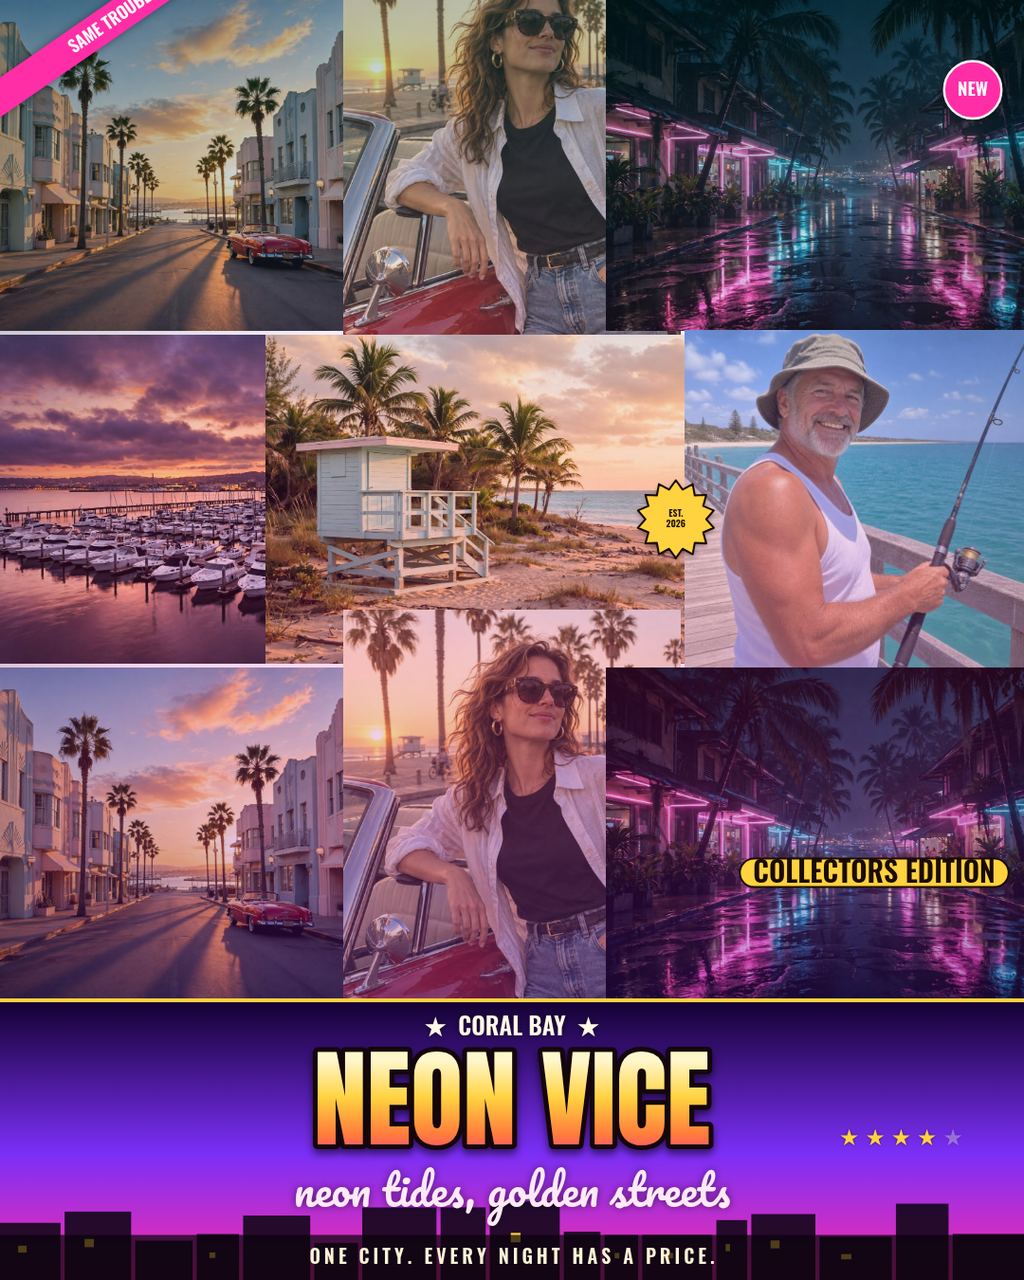 SAME
NEW
EST.
2026
COLLECTORS EDITION
★ CORAL BAY ★
NEON VICE
neon tides, golden streets
ONE CITY. EVERY NIGHT HAS A PRICE.